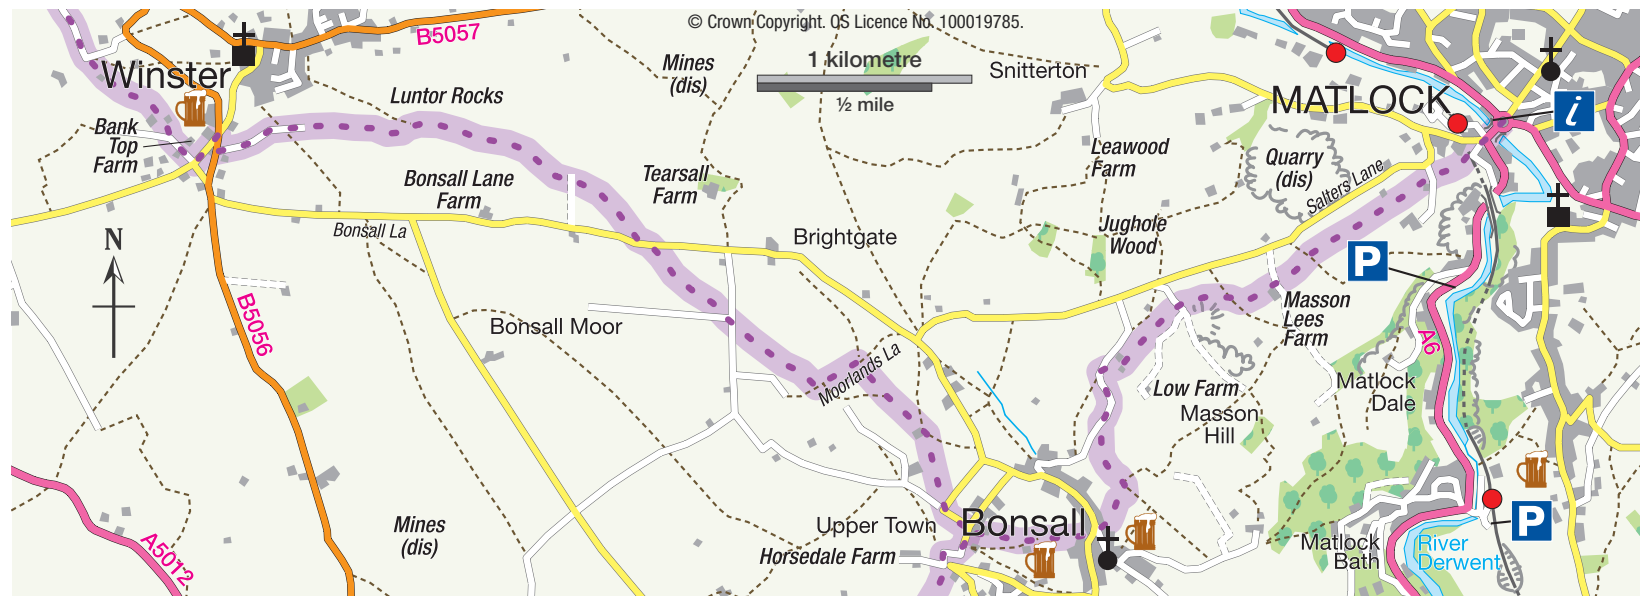 © Crown Copyright. OS Licence No. 100019785.
B5057
1 kilometre
½ mile
Mines
(dis)
Snitterton
Winster
Luntor Rocks
MATLOCK
i
Bank
Top
Farm
Leawood
Farm
Quarry
(dis)
Salters Lane
Bonsall Lane
Farm
Tearsall
Farm
Bonsall La
Brightgate
Jughole
Wood
N
P
B5056
Bonsall Moor
Masson
Lees
Farm
A6
Moorlands La
Low Farm
Masson
Hill
Matlock
Dale
A5012
Mines
(dis)
Upper Town
Bonsall
Horsedale Farm
P
Matlock
Bath
River
Derwent